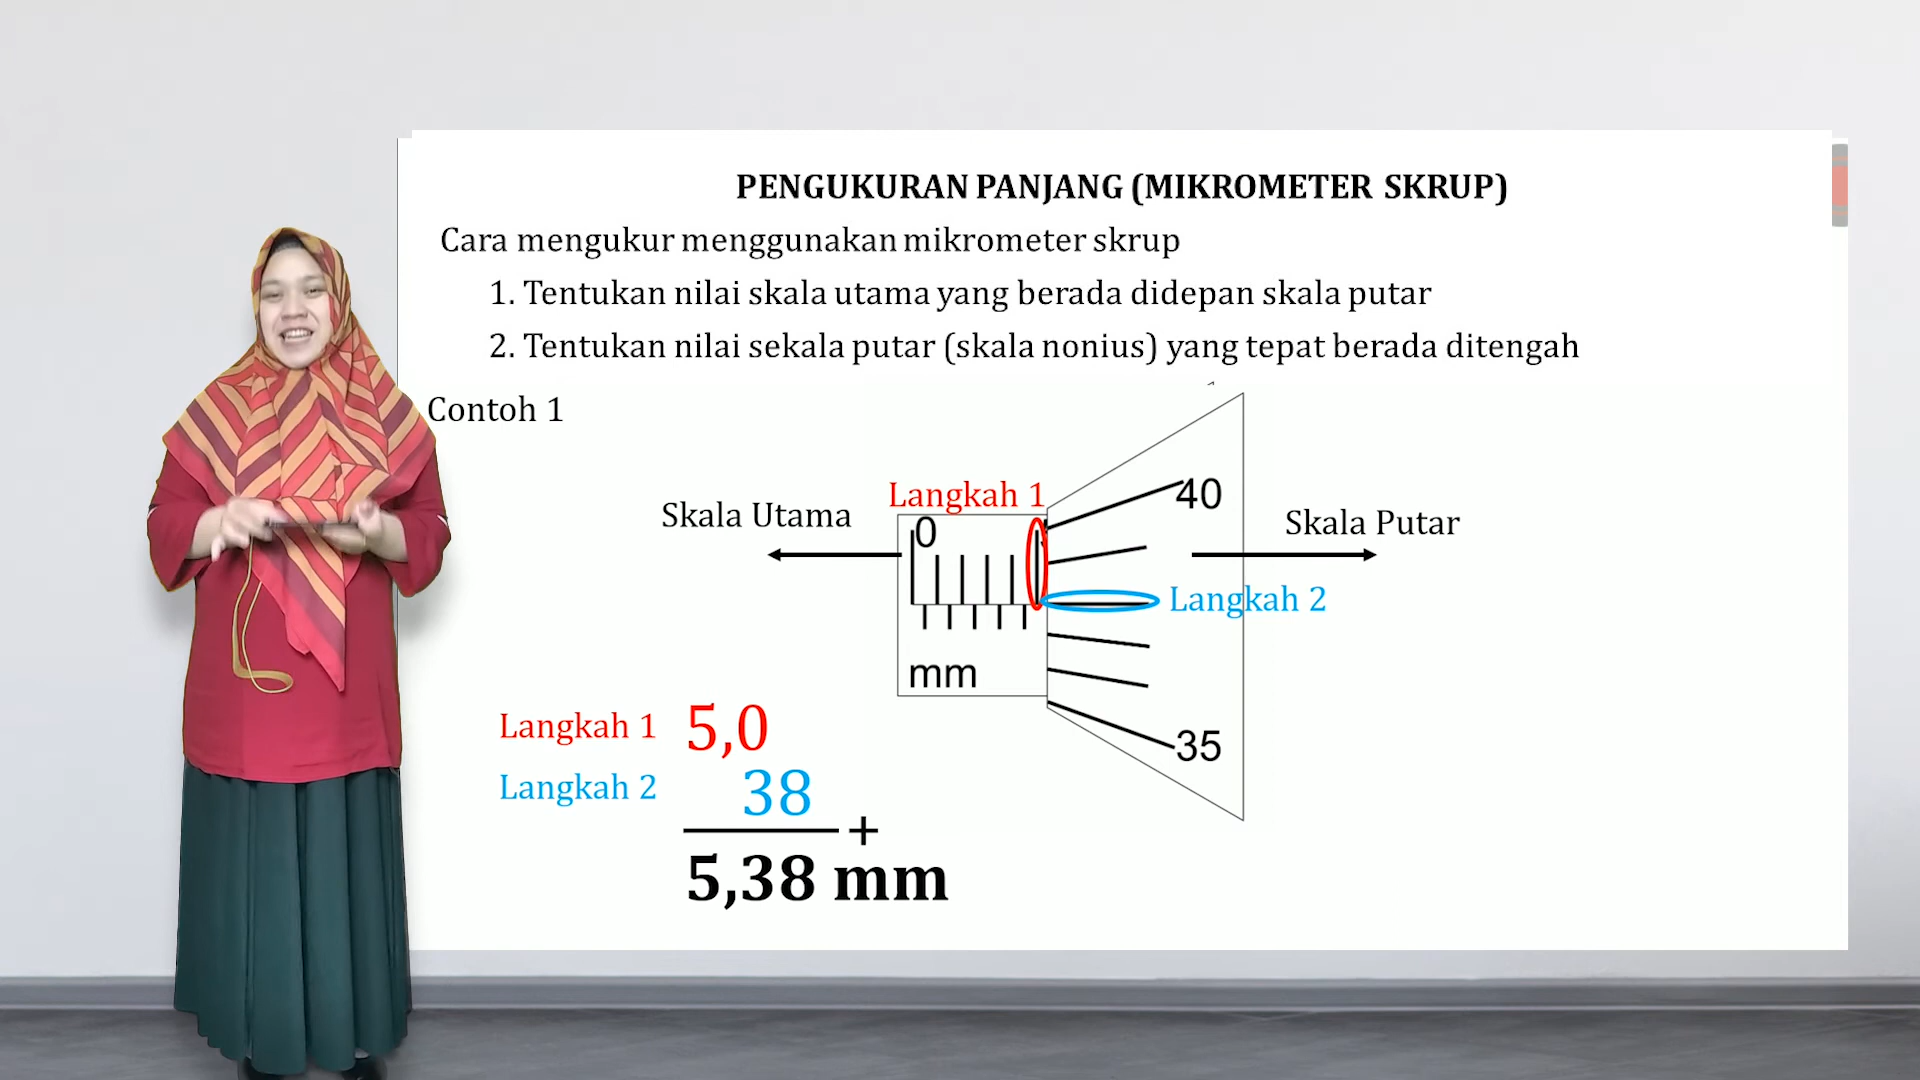 PENGUKURAN PANJANG (MIKROMETER SKRUP)
Cara mengukur menggunakan mikrometer skrup
1. Tentukan nilai skala utama yang berada didepan skala putar
2. Tentukan nilai sekala putar (skala nonius) yang tepat berada ditengah
Contoh 1
Langkah 1
40
Skala Utama
Skala Putar
0
Langkah 2
mm
35
Langkah 1 5,0
Langkah 2 38
+
5,38 mm